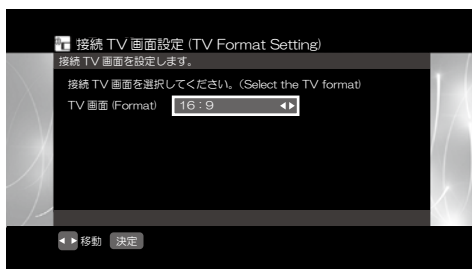 接続 TV 画面設定 (TV Format Setting)
接続 TV 画面を設定します。
接続 TV 画面を選択してください。(Select the TV format)
TV 画面 (Format) 16:9
移動 決定